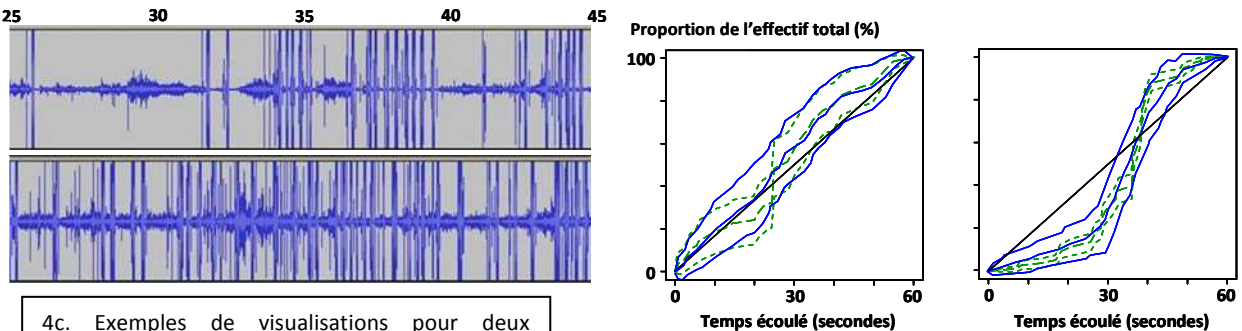 25 30 35 40 45
Proportion de l’effectif total (%)
100
0
0 30 60
0 30 60
Temps écoulé (secondes) Temps écoulé (secondes)
4c. Exemples de visualisations pour deux